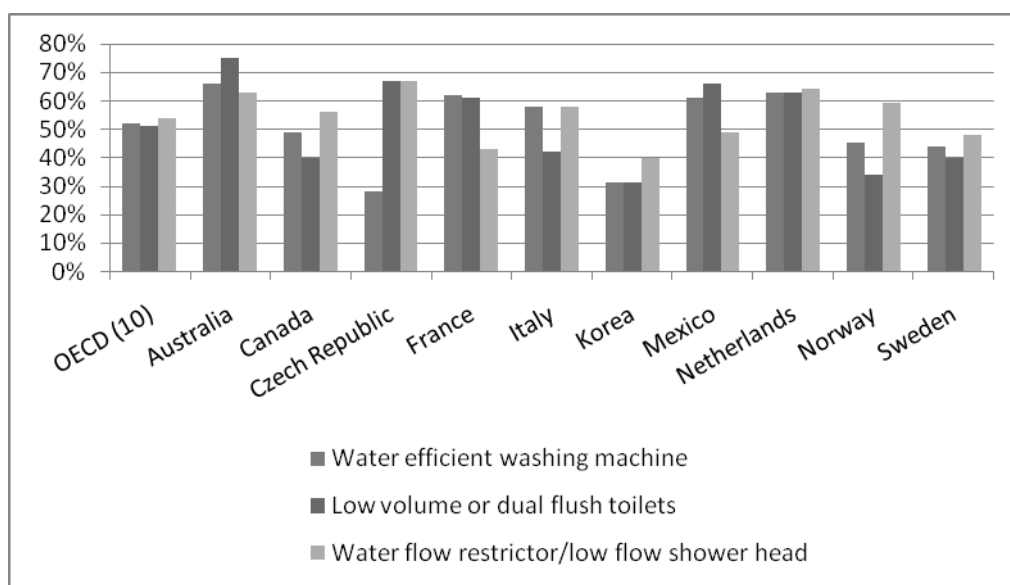 80%
70%
60%
50%
40%
30%
20%
10%
0%
OECD (10)
Australia
Canada
Czech Republic
France
Italy
Korea
Mexico
Netherlands
Norway
Sweden
Water efficient washing machine
Low volume or dual flush toilets
Water flow restrictor/low flow shower head